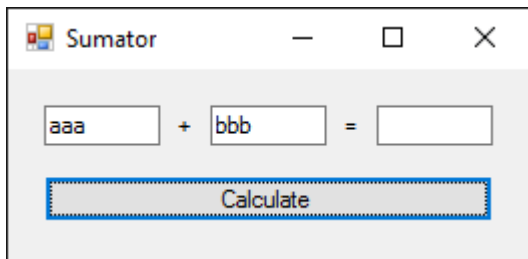 Sumator
aaa + bbb =
Calculate